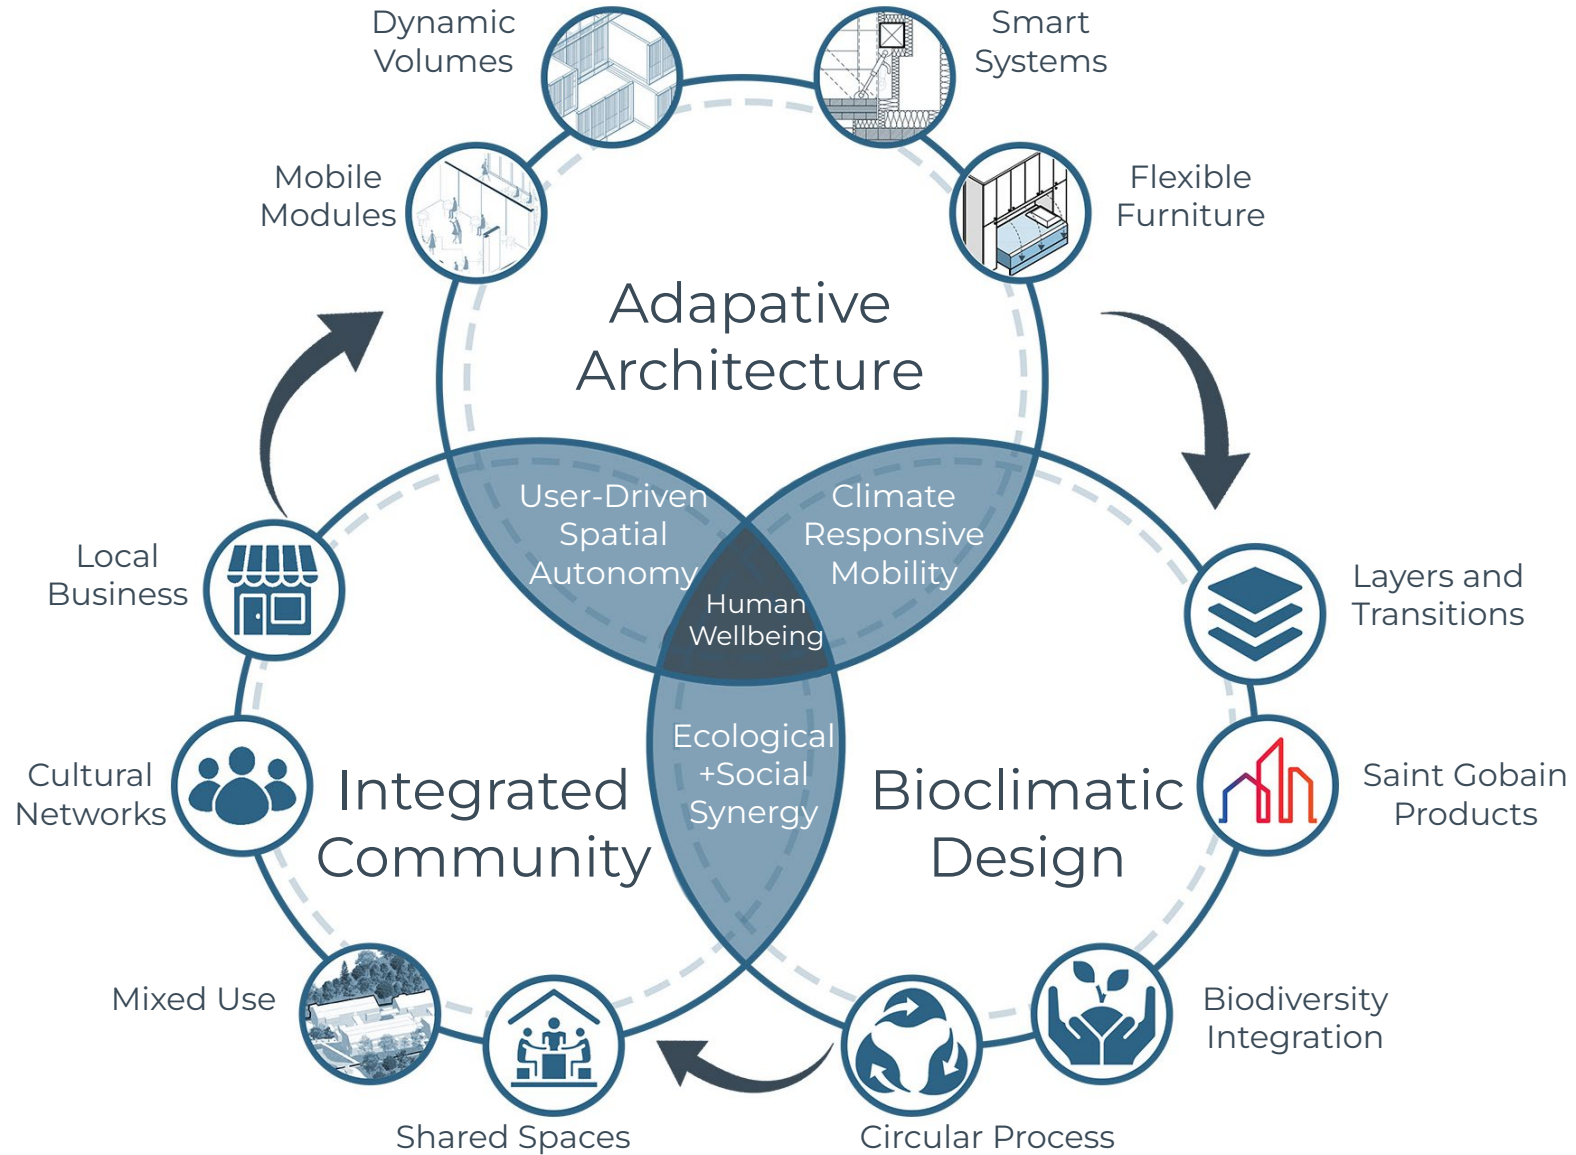 Dynamic
Volumes
Smart
Systems
Mobile
Modules
Flexible
Furniture
Adapative
Architecture
User-Driven
Spatial
Autonomy
Climate
Responsive
Mobility
Human
Wellbeing
Local
Business
Layers and
Transitions
Cultural
Networks
Integrated
Community
Ecological
+Social
Synergy
Bioclimatic
Design
Saint Gobain
Products
Mixed Use
Biodiversity
Integration
Shared Spaces
Circular Process